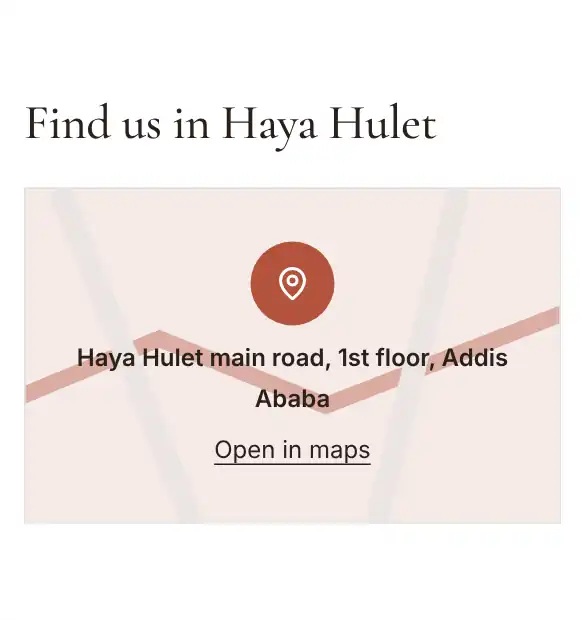 Find us in Haya Hulet
Haya Hulet main road, 1st floor, Addis
Ababa
Open in maps